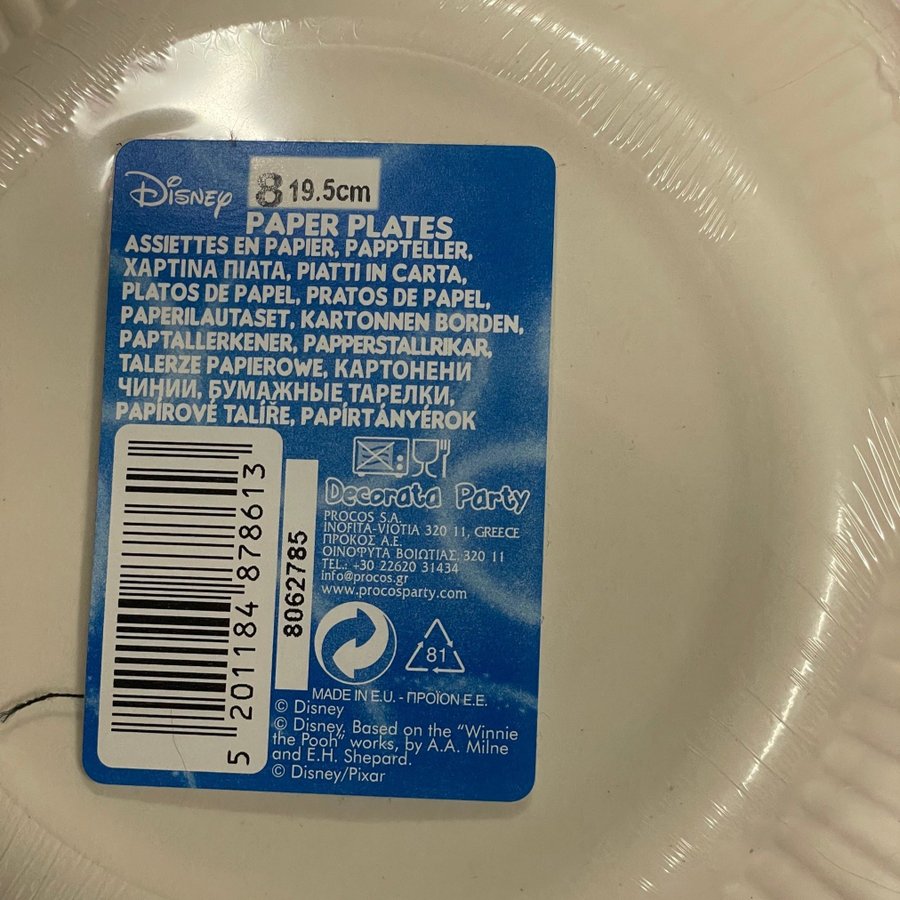 Disney
8 19.5cm
PAPER PLATES
ASSIETTES EN PAPIER, PAPPTELLER,
ΧΑΡΤΙΝΑ ΠΙΑΤΑ, PIATTI IN CARTA,
PLATOS DE PAPEL, PRATOS DE PAPEL,
PAPERILAUTASET, KARTONNEN BORDEN,
PAPTALLERKENER, PAPPERSTALLRIKAR,
TALERZE PAPIEROWE, КАРТОНЕНИ
ЧИНИИ, БУМАЖНЫЕ ТАРЕЛКИ,
PAPÍROVÉ TALÍŘE, PAPÍRTÁNYÉROK
Decorata Party
PROCOS S.A.
INOFITA-VIOTIA 320 11, GREECE
ΠΡΟΚΟΣ Α.Ε.
ΟΙΝΟΦΥΤΑ ΒΟΙΩΤΙΑΣ, 320 11
TEL.: +30 22620 31434
info@procos.gr
www.procosparty.com
5 201184 878613
8062785
81
MADE IN E.U. - ΠΡΟΪΟΝ Ε.Ε.
© Disney
© Disney, Based on the "Winnie
the Pooh" works, by A.A. Milne
and E.H. Shepard.
© Disney/Pixar